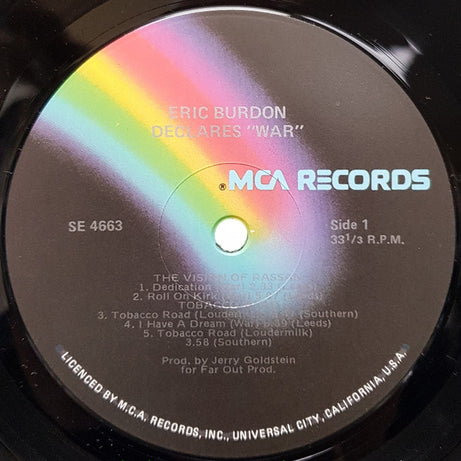 ERIC BURDON
DECLARES "WAR"
® MCA RECORDS
SE 4663
Side 1
33 1/3 R.P.M.
THE VISION OF
1. Dedication
2. Roll On Kirk (Leeds)
3. Tobacco Road (Loudermilk) (Southern)
4. I Have A Dream (War) (Leeds)
5. Tobacco Road (Loudermilk)
3.58 (Southern)
Prod. by Jerry Goldstein
for Far Out Prod.
LICENCED BY M.C.A. RECORDS, INC., UNIVERSAL CITY, CALIFORNIA, U.S.A.